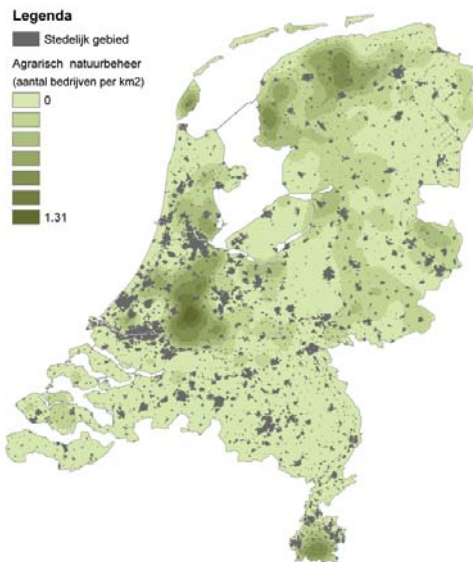 Legenda
Stedelijk gebied
Agrarisch natuurbeheer
(aantal bedrijven per km2)
0
1.31